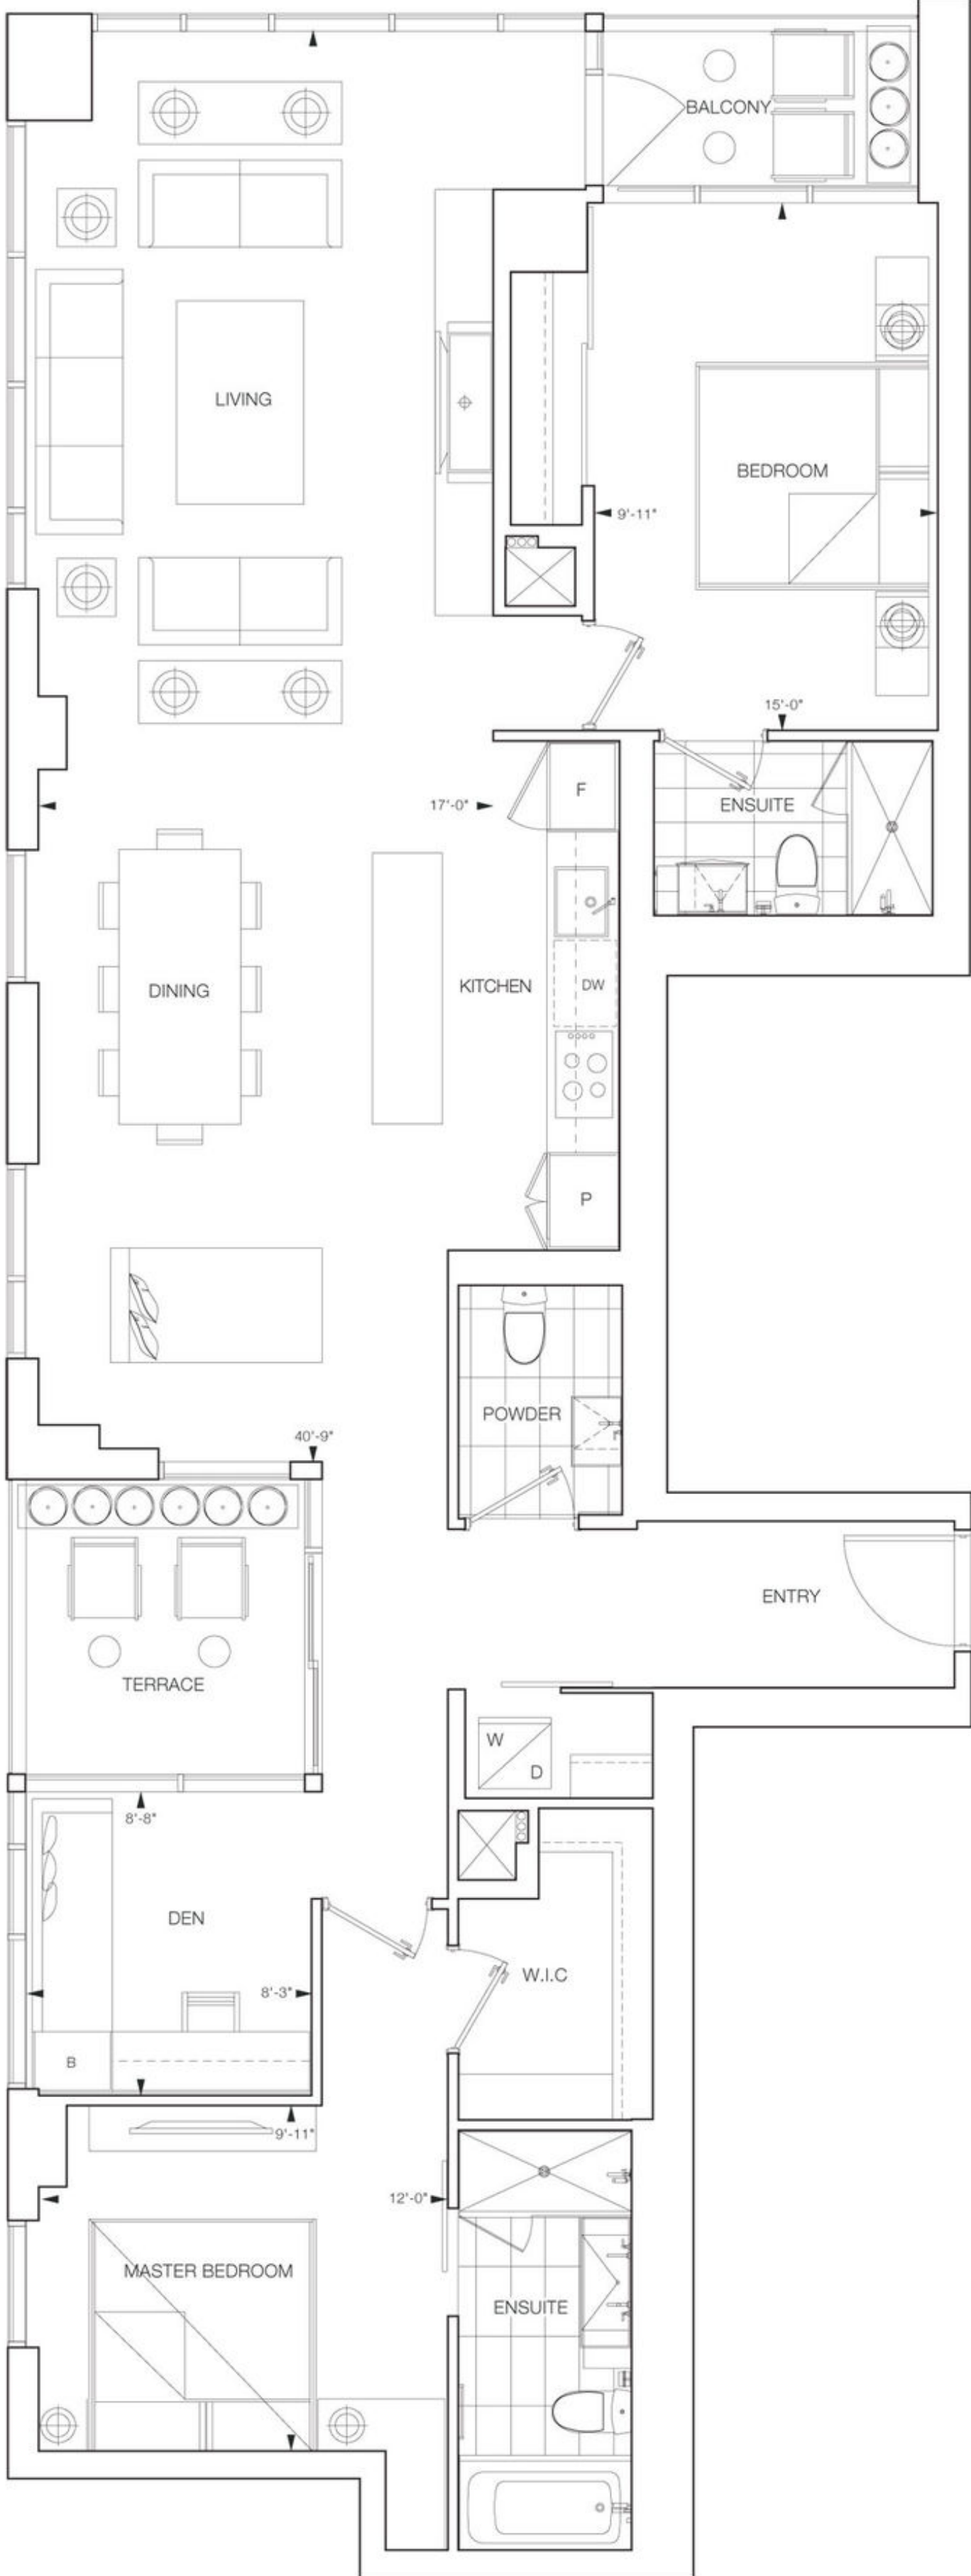 BALCONY
LIVING
BEDROOM
9'-11"
15'-0"
17'-0"
F
ENSUITE
DINING
KITCHEN
DW
P
POWDER
40'-9"
ENTRY
TERRACE
W
D
8'-8"
DEN
W.I.C
8'-3"
B
9'-11"
12'-0"
MASTER BEDROOM
ENSUITE